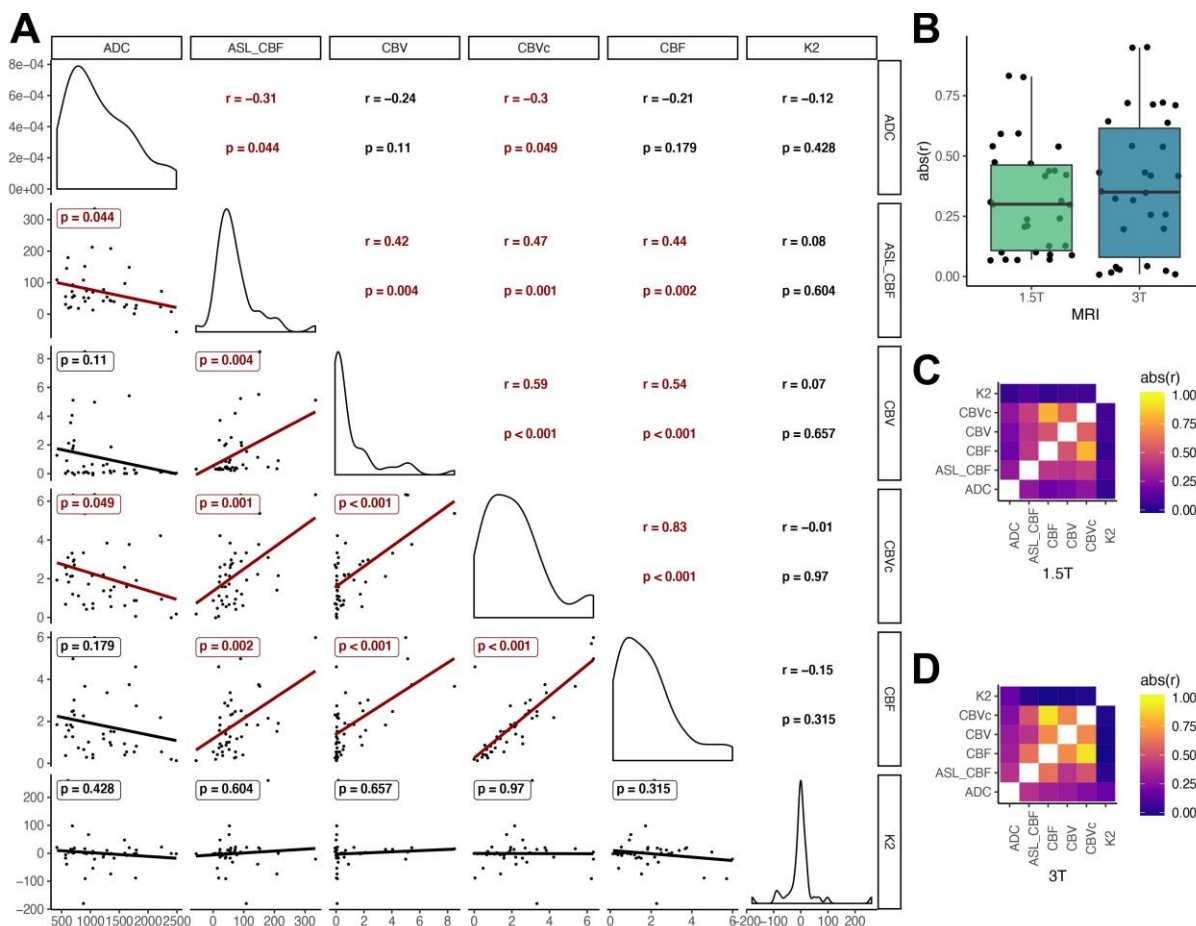 A
ADC
ASL_CBF
CBV
CBVc
CBF
K2
8e−04
6e−04
4e−04
2e−04
0e+00
r = −0.31
r = −0.24
r = −0.3
r = −0.21
r = −0.12
p = 0.044
p = 0.11
p = 0.049
p = 0.179
p = 0.428
ADC
300
200
100
0
p = 0.044
r = 0.42
r = 0.47
r = 0.44
r = 0.08
p = 0.004
p = 0.001
p = 0.002
p = 0.604
ASL_CBF
8
6
4
2
0
p = 0.11
p = 0.004
r = 0.59
r = 0.54
r = 0.07
p < 0.001
p < 0.001
p = 0.657
CBV
6
4
2
0
p = 0.049
p = 0.001
p < 0.001
r = 0.83
r = −0.01
p < 0.001
p = 0.97
CBVc
6
4
2
0
p = 0.179
p = 0.002
p < 0.001
p < 0.001
r = −0.15
p = 0.315
CBF
200
100
0
−100
−200
p = 0.428
p = 0.604
p = 0.657
p = 0.97
p = 0.315
K2
500 1000 1500 2000 2500
0 100 200 300
0 2 4 6 8
0 2 4 6
0 2 4 6
−200 −100 0 100 200
B
abs(r)
0.75
0.50
0.25
0.00
1.5T
3T
MRI
C
K2
CBVc
CBV
CBF
ASL_CBF
ADC
ADC
ASL_CBF
CBF
CBV
CBVc
K2
1.5T
abs(r)
1.00
0.75
0.50
0.25
0.00
D
K2
CBVc
CBV
CBF
ASL_CBF
ADC
ADC
ASL_CBF
CBF
CBV
CBVc
K2
3T
abs(r)
1.00
0.75
0.50
0.25
0.00